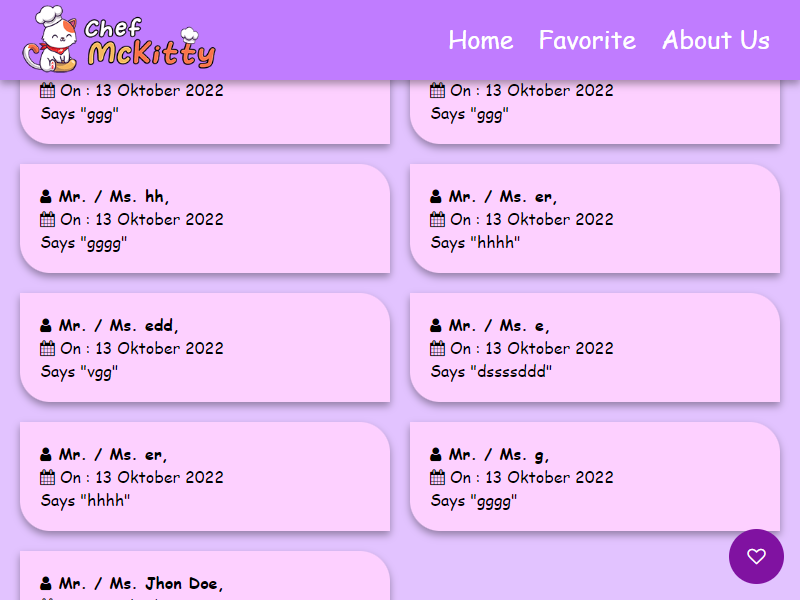 Chef
McKitty
Home Favorite About Us
On : 13 Oktober 2022
Says "ggg"
On : 13 Oktober 2022
Says "ggg"
Mr. / Ms. hh,
On : 13 Oktober 2022
Says "gggg"
Mr. / Ms. er,
On : 13 Oktober 2022
Says "hhhh"
Mr. / Ms. edd,
On : 13 Oktober 2022
Says "vgg"
Mr. / Ms. e,
On : 13 Oktober 2022
Says "dssssddd"
Mr. / Ms. er,
On : 13 Oktober 2022
Says "hhhh"
Mr. / Ms. g,
On : 13 Oktober 2022
Says "gggg"
Mr. / Ms. Jhon Doe,